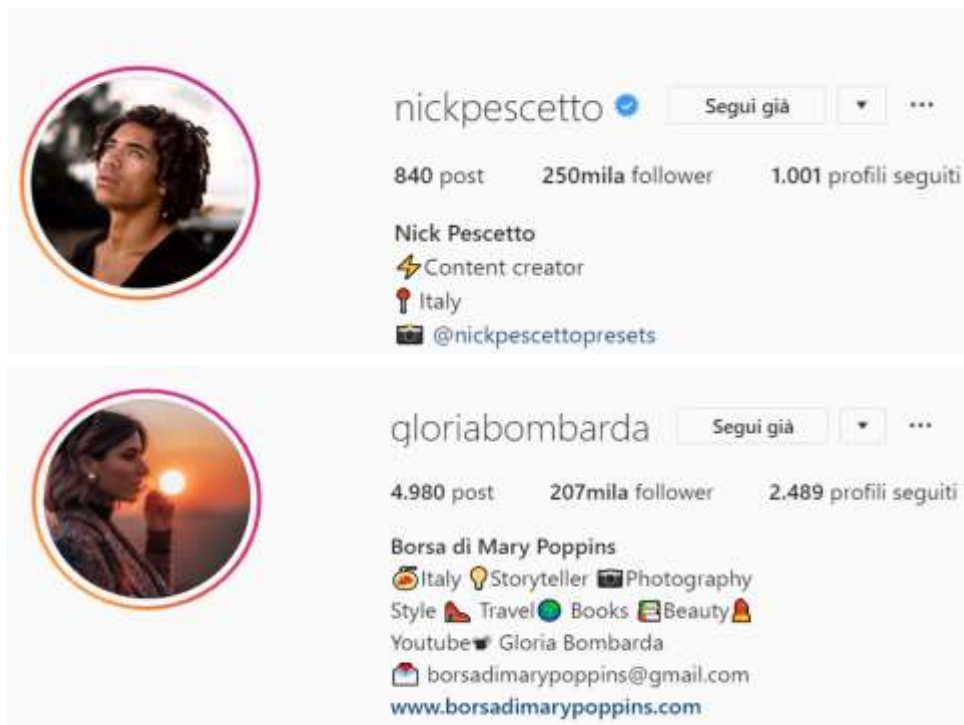 nickpescetto Segui già ▼ •••
840 post 250mila follower 1.001 profili seguiti
Nick Pescetto
⚡Content creator
📍 Italy
📷 @nickpescettopresets
gloriabombarda Segui già ▼ •••
4.980 post 207mila follower 2.489 profili seguiti
Borsa di Mary Poppins
🍝Italy 💡Storyteller 📷Photography
Style 👠 Travel🌍 Books 📒Beauty💄
Youtube📽 Gloria Bombarda
📩 borsadimarypoppins@gmail.com
www.borsadimarypoppins.com